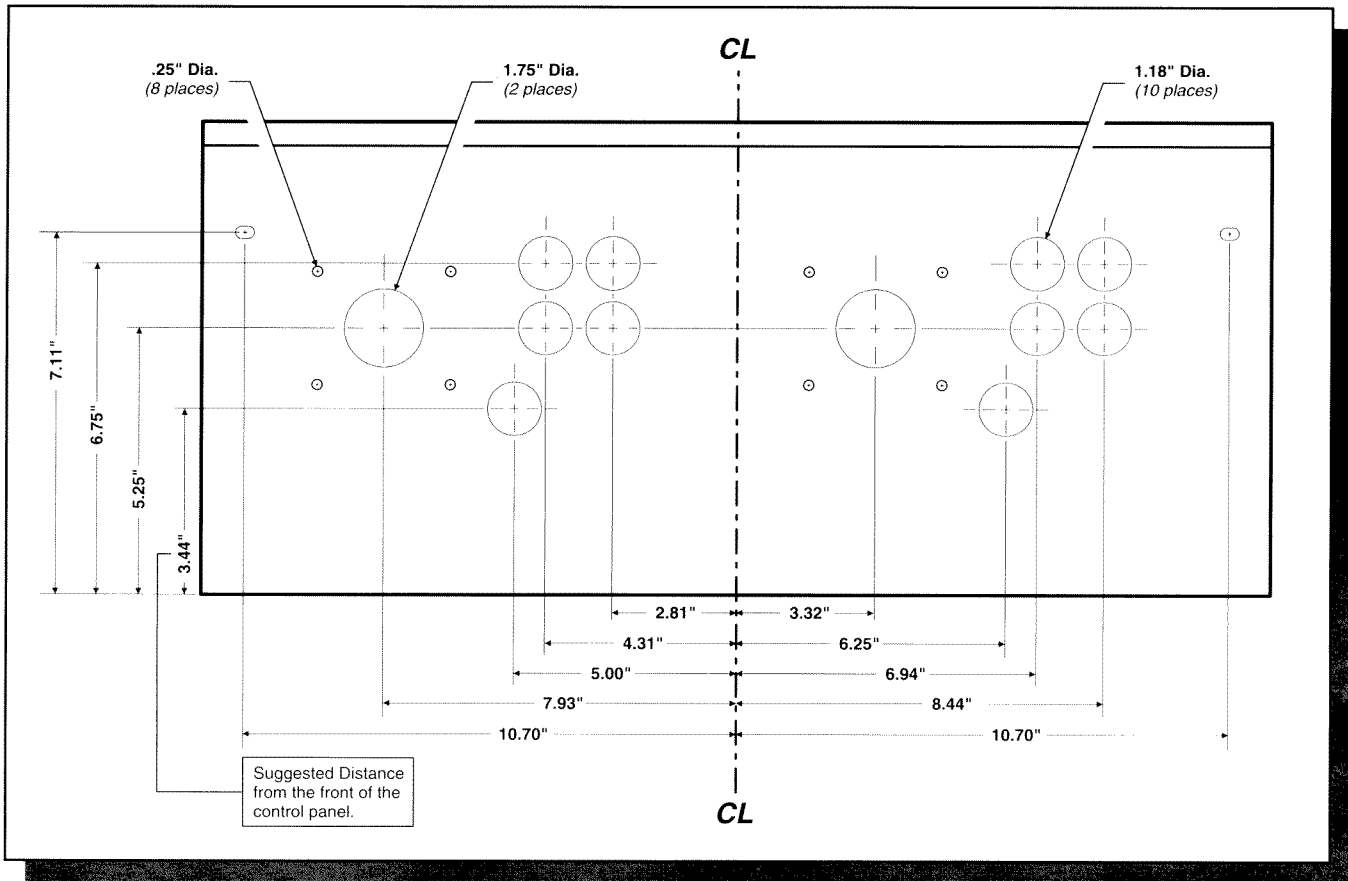 CL
.25" Dia.
(8 places)
1.75" Dia.
(2 places)
1.18" Dia.
(10 places)
7.11"
6.75"
5.25"
3.44"
2.81"
3.32"
4.31"
6.25"
5.00"
6.94"
7.93"
8.44"
10.70"
10.70"
Suggested Distance
from the front of the
control panel.
CL